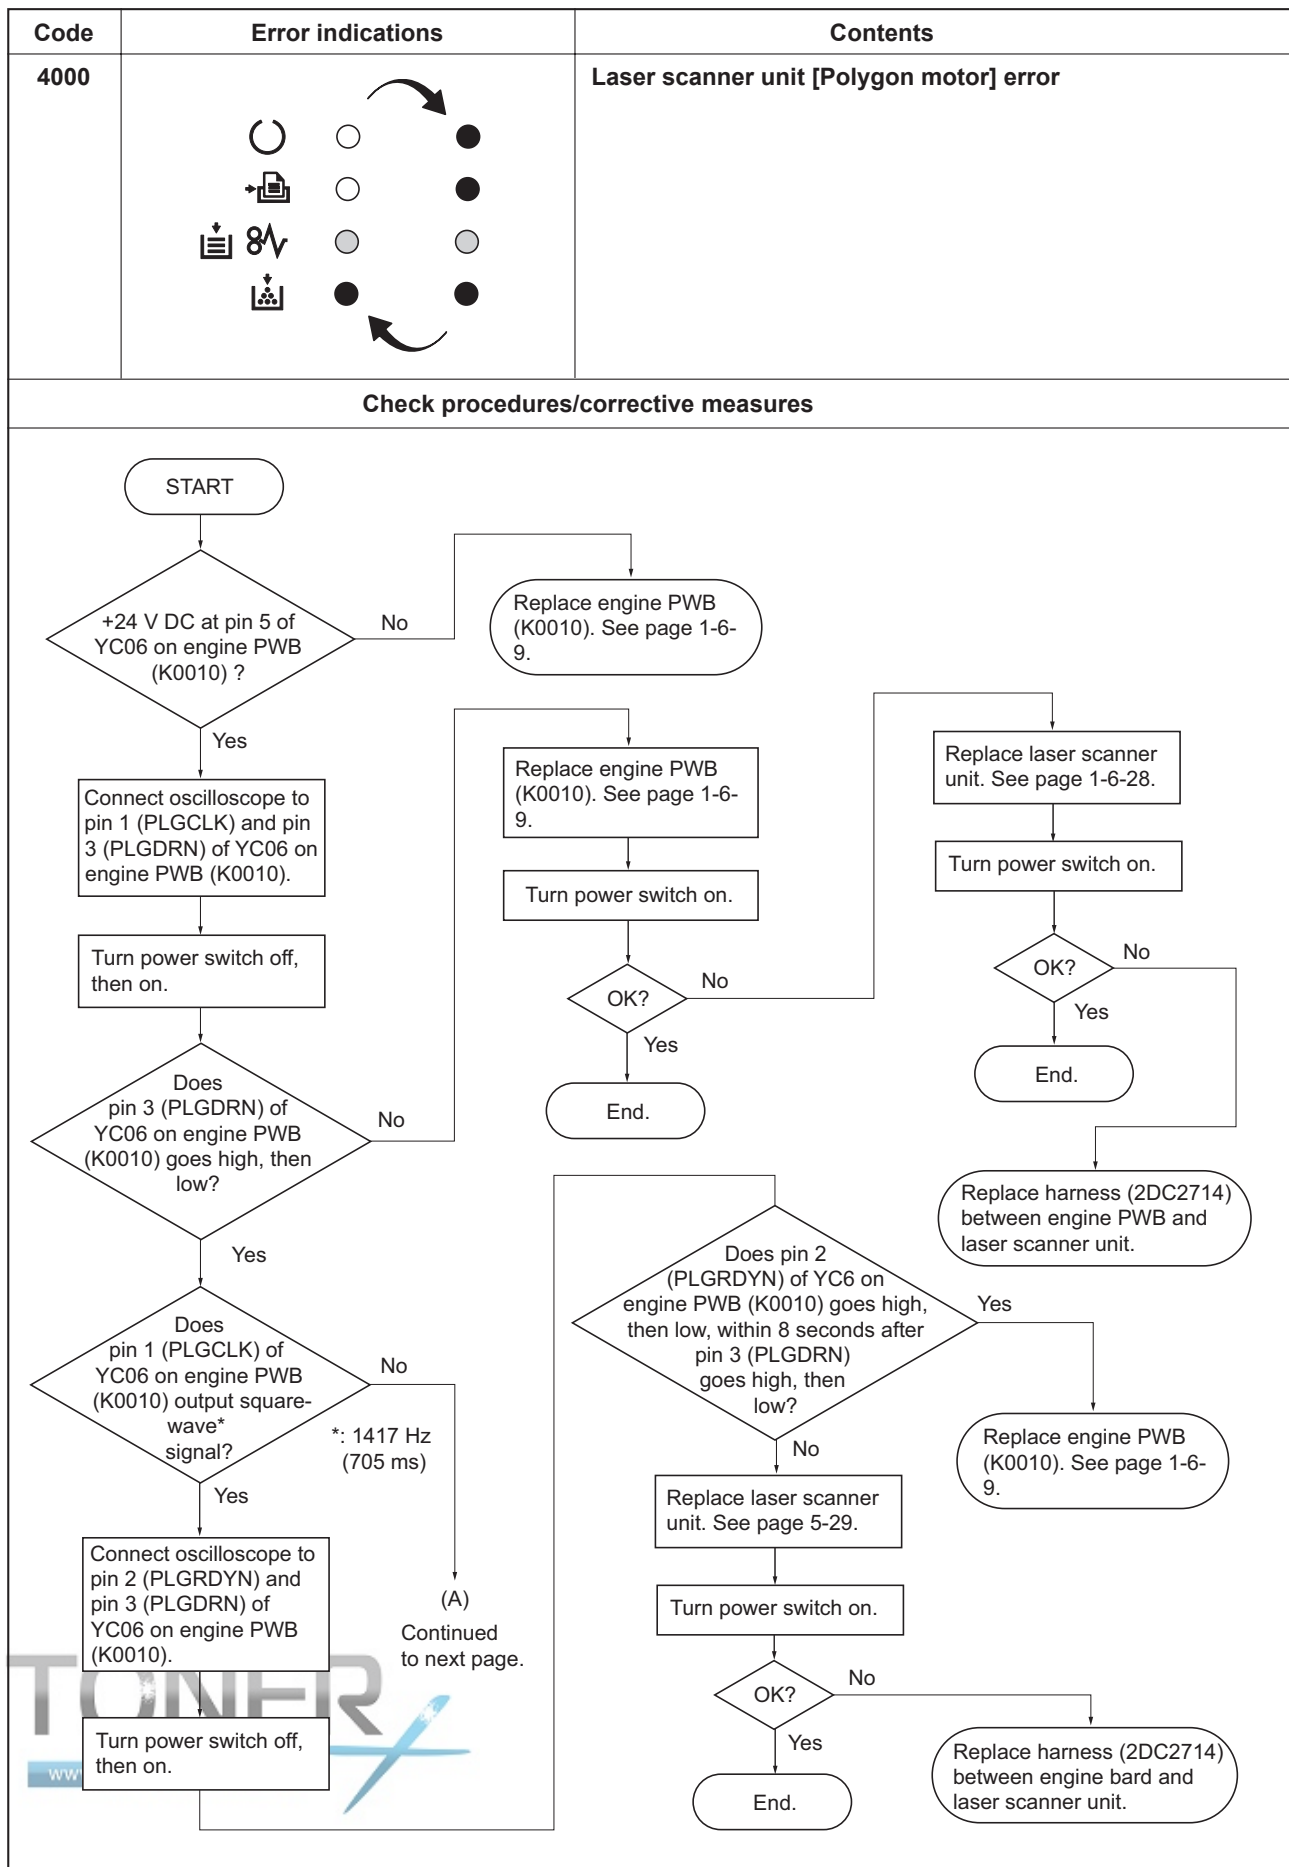 Code
Error indications
Contents
4000
Laser scanner unit [Polygon motor] error
Check procedures/corrective measures
START
+24 V DC at pin 5 of
YC06 on engine PWB
(K0010) ?
No
Replace engine PWB
(K0010). See page 1-6-
9.
Yes
Connect oscilloscope to
pin 1 (PLGCLK) and pin
3 (PLGDRN) of YC06 on
engine PWB (K0010).
Turn power switch off,
then on.
Does
pin 3 (PLGDRN) of
YC06 on engine PWB
(K0010) goes high, then
low?
No
Replace engine PWB
(K0010). See page 1-6-
9.
Turn power switch on.
OK?
No
Yes
End.
Replace laser scanner
unit. See page 1-6-28.
Turn power switch on.
OK?
No
Yes
End.
Replace harness (2DC2714)
between engine PWB and
laser scanner unit.
Yes
Does
pin 1 (PLGCLK) of
YC06 on engine PWB
(K0010) output square-
wave*
signal?
No
*: 1417 Hz
(705 ms)
(A)
Continued
to next page.
Yes
Connect oscilloscope to
pin 2 (PLGRDYN) and
pin 3 (PLGDRN) of
YC06 on engine PWB
(K0010).
Turn power switch off,
then on.
Does pin 2
(PLGRDYN) of YC6 on
engine PWB (K0010) goes high,
then low, within 8 seconds after
pin 3 (PLGDRN)
goes high, then
low?
Yes
Replace engine PWB
(K0010). See page 1-6-
9.
No
Replace laser scanner
unit. See page 5-29.
Turn power switch on.
OK?
No
Yes
End.
Replace harness (2DC2714)
between engine bard and
laser scanner unit.
TONER